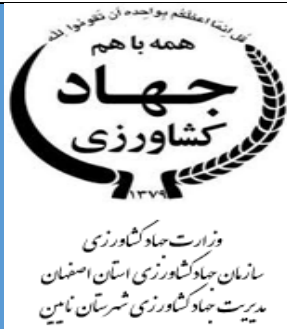 قل انما اعظکم بواحده ان تقوموا لله
همه با هم
جهاد
کشاورزی
۱۳۷۹
وزارت جهاد کشاورزی
سازمان جهاد کشاورزی استان اصفهان
مدیریت جهاد کشاورزی شهرستان نایین